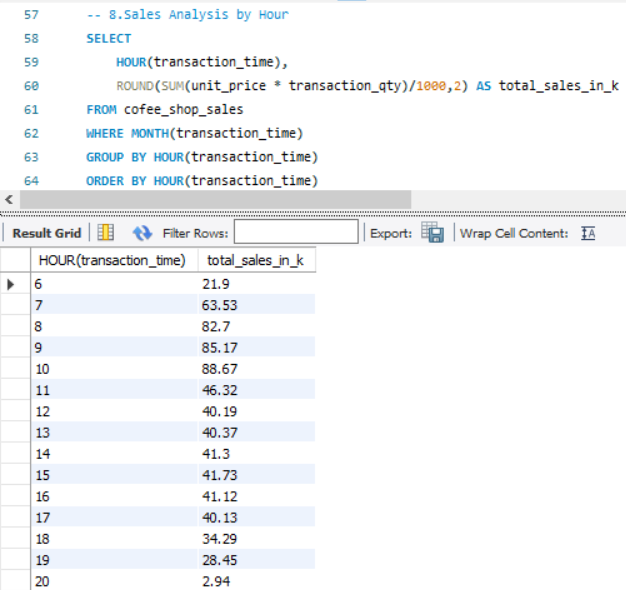 57 -- 8.Sales Analysis by Hour
58 SELECT
59 HOUR(transaction_time),
60 ROUND(SUM(unit_price * transaction_qty)/1000,2) AS total_sales_in_k
61 FROM cofee_shop_sales
62 WHERE MONTH(transaction_time)
63 GROUP BY HOUR(transaction_time)
64 ORDER BY HOUR(transaction_time)
Result Grid Filter Rows: Export: Wrap Cell Content: IA
HOUR(transaction_time) total_sales_in_k
6 21.9
7 63.53
8 82.7
9 85.17
10 88.67
11 46.32
12 40.19
13 40.37
14 41.3
15 41.73
16 41.12
17 40.13
18 34.29
19 28.45
20 2.94